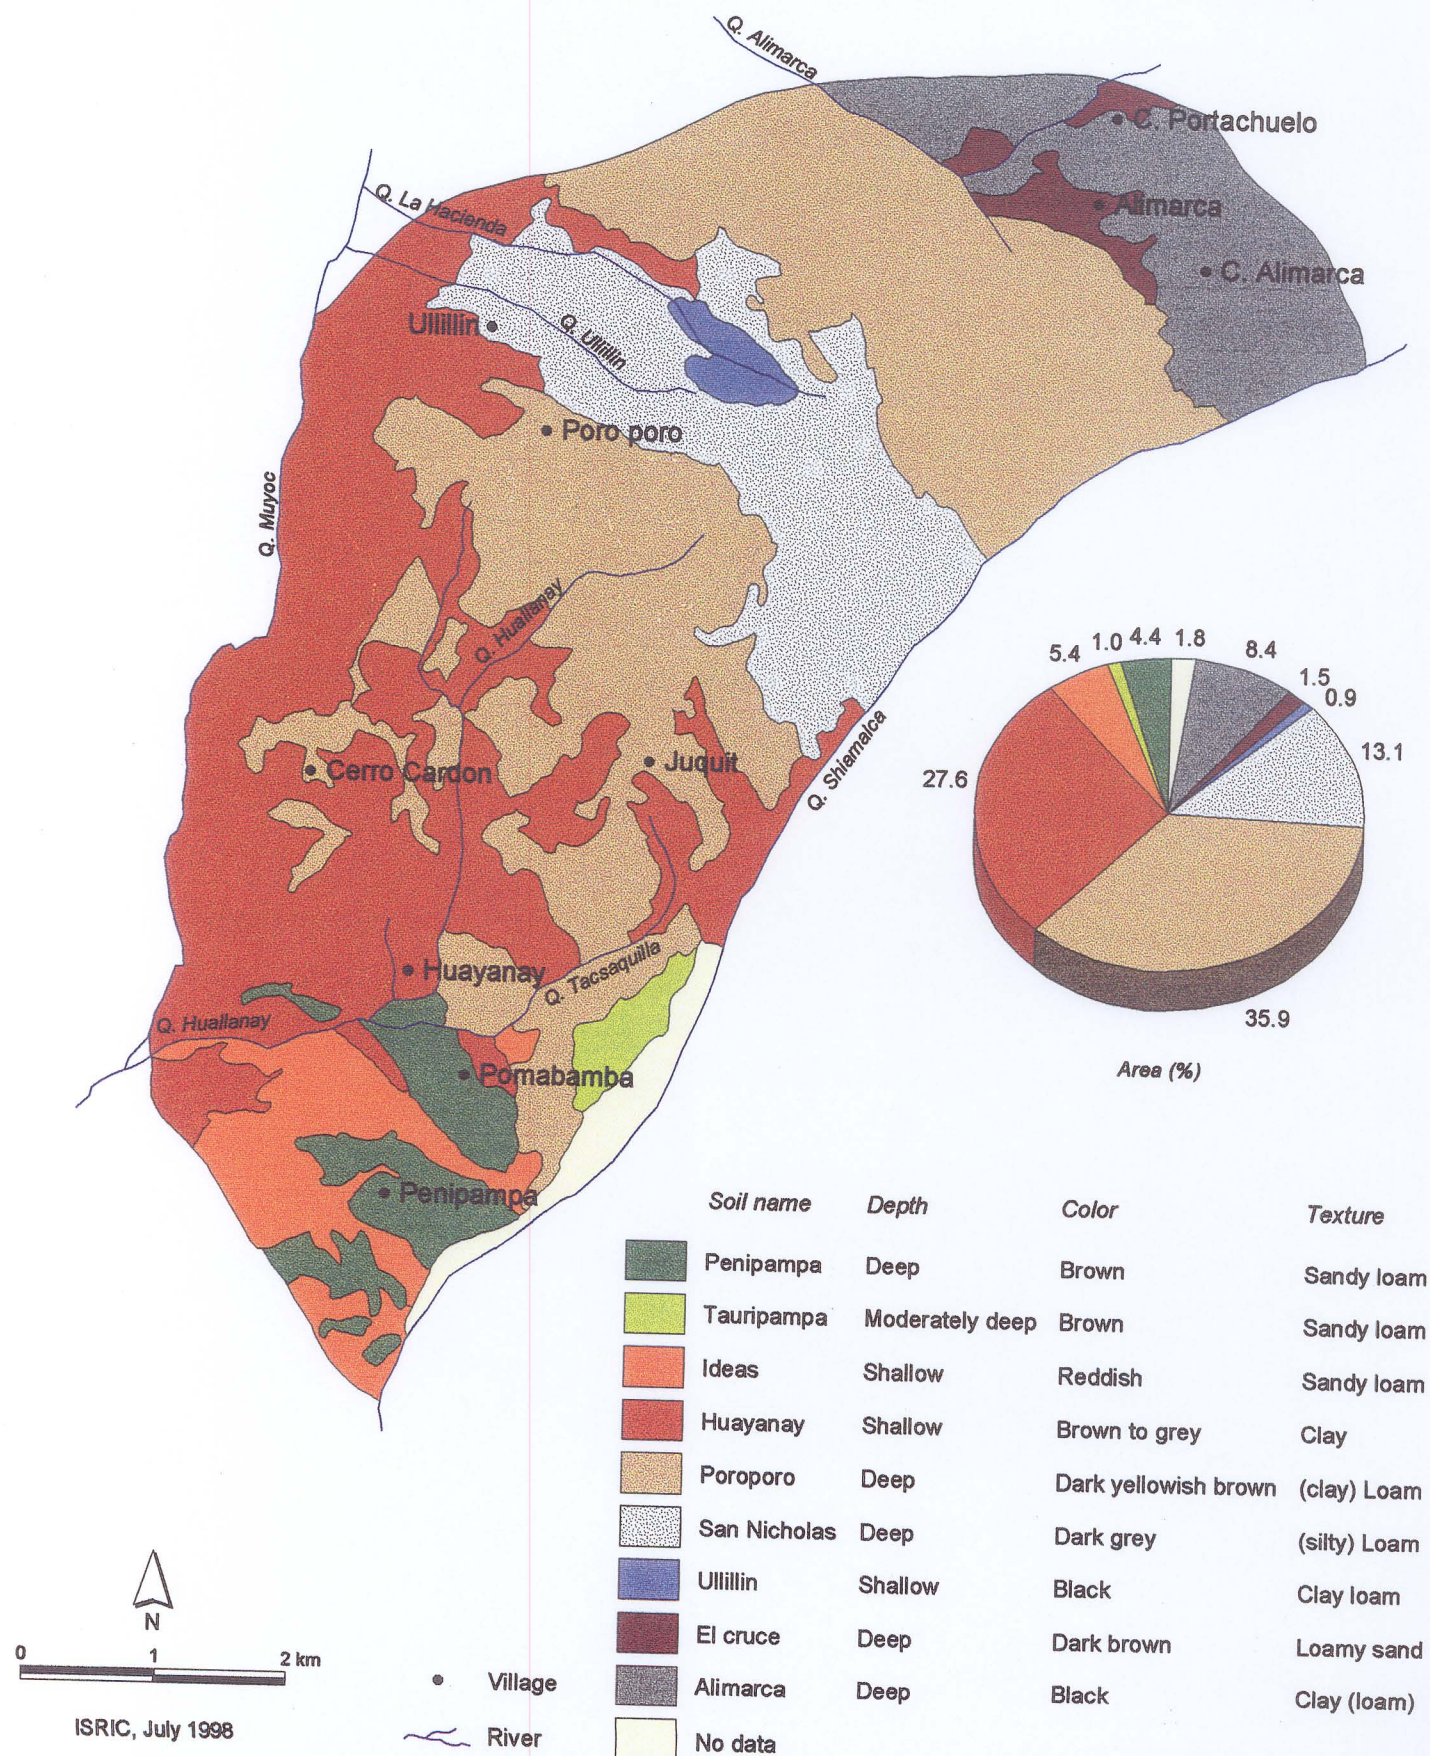 Q. Alimarca
C. Portachuelo
Q. La Hacienda
Alimarca
C. Alimarca
Ullillin
Q. Ullillin
Poro poro
Q. Muyoc
Q. Huallanay
5.4 1.0 4.4 1.8 8.4
1.5
0.9
13.1
27.6
35.9
Area (%)
Cerro Cardon
Juquit
Q. Shiamalca
Huayanay
Q. Tacsaquilla
Q. Huallanay
Pomabamba
Penipampa
Soil name Depth Color Texture
Penipampa Deep Brown Sandy loam
Tauripampa Moderately deep Brown Sandy loam
Ideas Shallow Reddish Sandy loam
Huayanay Shallow Brown to grey Clay
Poroporo Deep Dark yellowish brown (clay) Loam
San Nicholas Deep Dark grey (silty) Loam
Ullillin Shallow Black Clay loam
El cruce Deep Dark brown Loamy sand
Alimarca Deep Black Clay (loam)
No data
N
0 1 2 km
ISRIC, July 1998
Village
River